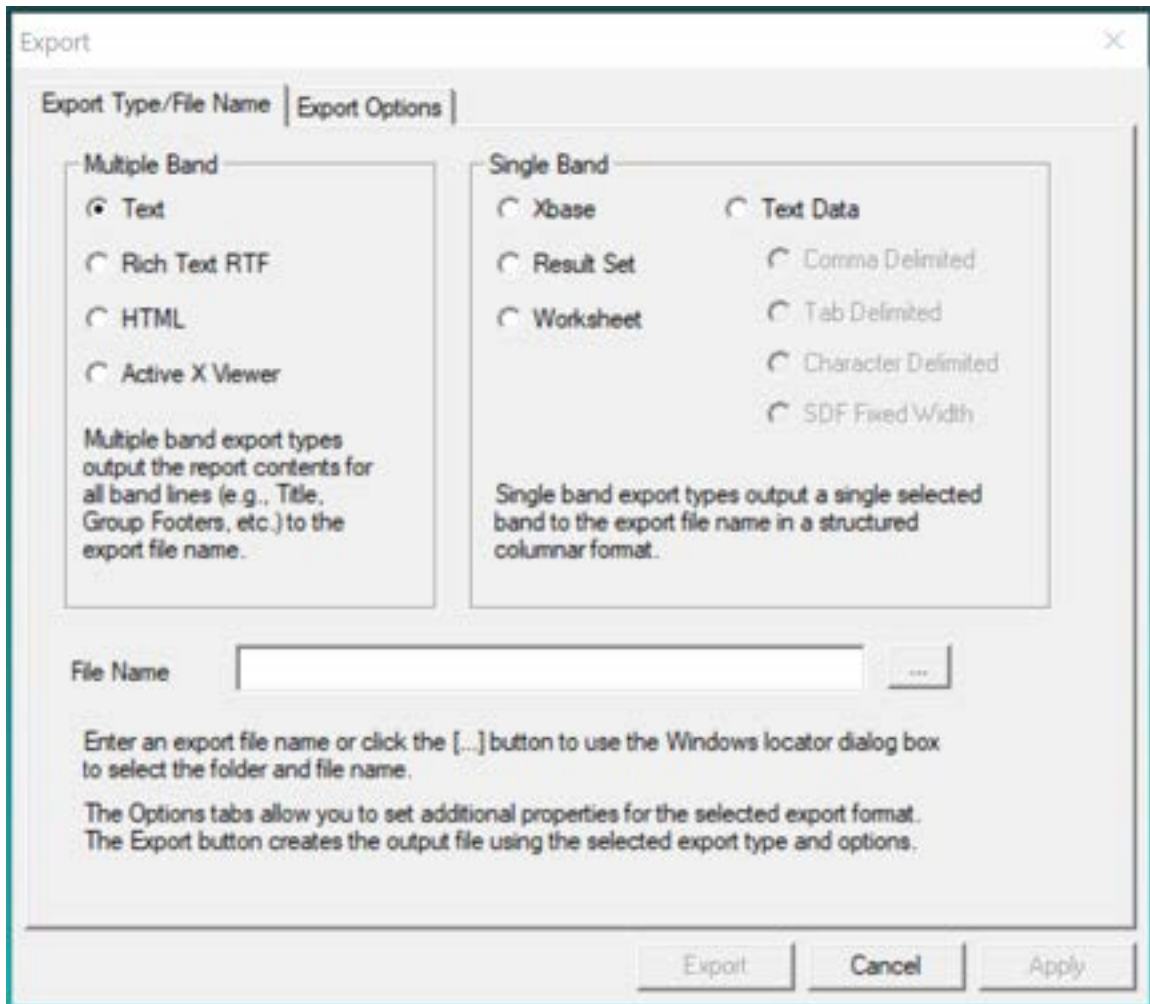 Export
Export Type/File Name
Export Options
Multiple Band
Text
Rich Text RTF
HTML
Active X Viewer
Multiple band export types
output the report contents for
all band lines (e.g., Title,
Group Footers, etc.) to the
export file name.
Single Band
Xbase
Result Set
Worksheet
Text Data
Comma Delimited
Tab Delimited
Character Delimited
SDF Fixed Width
Single band export types output a single selected
band to the export file name in a structured
columnar format.
File Name
...
Enter an export file name or click the [...] button to use the Windows locator dialog box
to select the folder and file name.
The Options tabs allow you to set additional properties for the selected export format.
The Export button creates the output file using the selected export type and options.
Export
Cancel
Apply